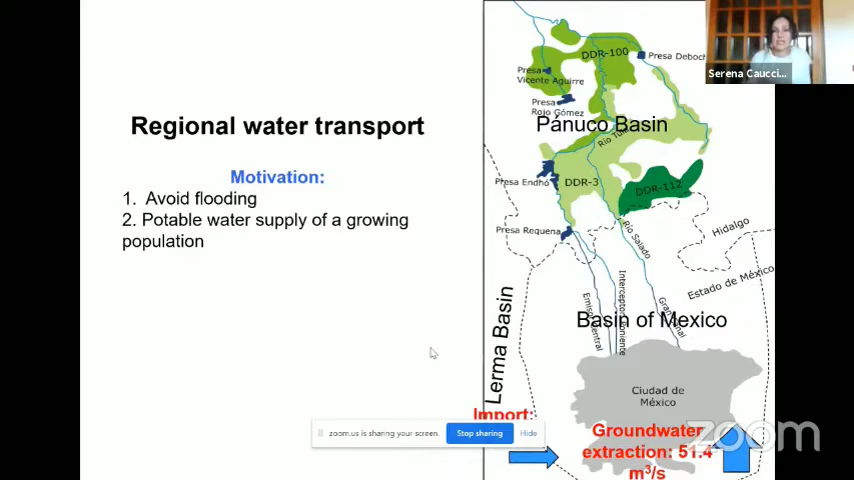 Regional water transport
Motivation:
1. Avoid flooding
2. Potable water supply of a growing
population
DDR-100
Presa Deboch
Presa
Vicente Aguirre
Presa
Rojo Gómez
Pánuco Basin
Río Tula
Presa Endhó
DDR-3
DDR-112
Presa Requena
Río Salado
Hidalgo
Estado de México
Lerma Basin
Emisor Central
Interceptor Poniente
Gran Canal
Basin of Mexico
Ciudad de
México
Import:
Groundwater
extraction: 51.4
m³/s
Serena Caucci...
zoom.us is sharing your screen.
Stop sharing
Hide
zoom